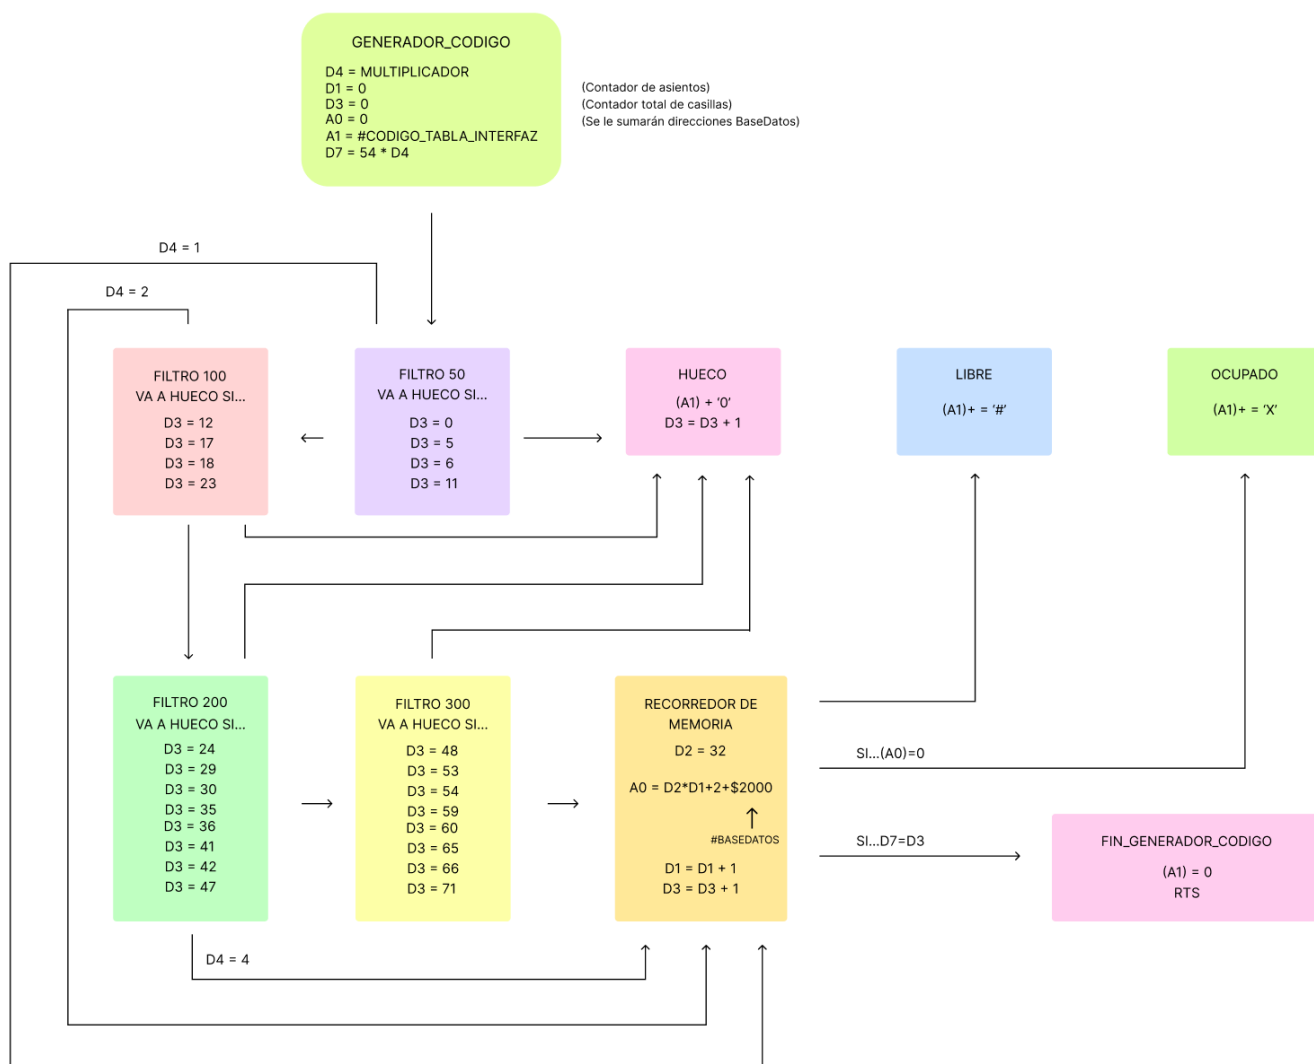 GENERADOR_CODIGO
D4 = MULTIPLICADOR
D1 = 0
D3 = 0
A0 = 0
A1 = #CODIGO_TABLA_INTERFAZ
D7 = 54 * D4
(Contador de asientos)
(Contador total de casillas)
(Se le sumarán direcciones BaseDatos)
D4 = 1
D4 = 2
FILTRO 100
VA A HUECO SI...
D3 = 12
D3 = 17
D3 = 18
D3 = 23
FILTRO 50
VA A HUECO SI...
D3 = 0
D3 = 5
D3 = 6
D3 = 11
HUECO
(A1) + '0'
D3 = D3 + 1
LIBRE
(A1)+ = '#'
OCUPADO
(A1)+ = 'X'
FILTRO 200
VA A HUECO SI...
D3 = 24
D3 = 29
D3 = 30
D3 = 35
D3 = 36
D3 = 41
D3 = 42
D3 = 47
FILTRO 300
VA A HUECO SI...
D3 = 48
D3 = 53
D3 = 54
D3 = 59
D3 = 60
D3 = 65
D3 = 66
D3 = 71
RECORREDOR DE
MEMORIA
D2 = 32
A0 = D2*D1+2+$2000
#BASEDATOS
D1 = D1 + 1
D3 = D3 + 1
SI...(A0)=0
SI...D7=D3
FIN_GENERADOR_CODIGO
(A1) = 0
RTS
D4 = 4